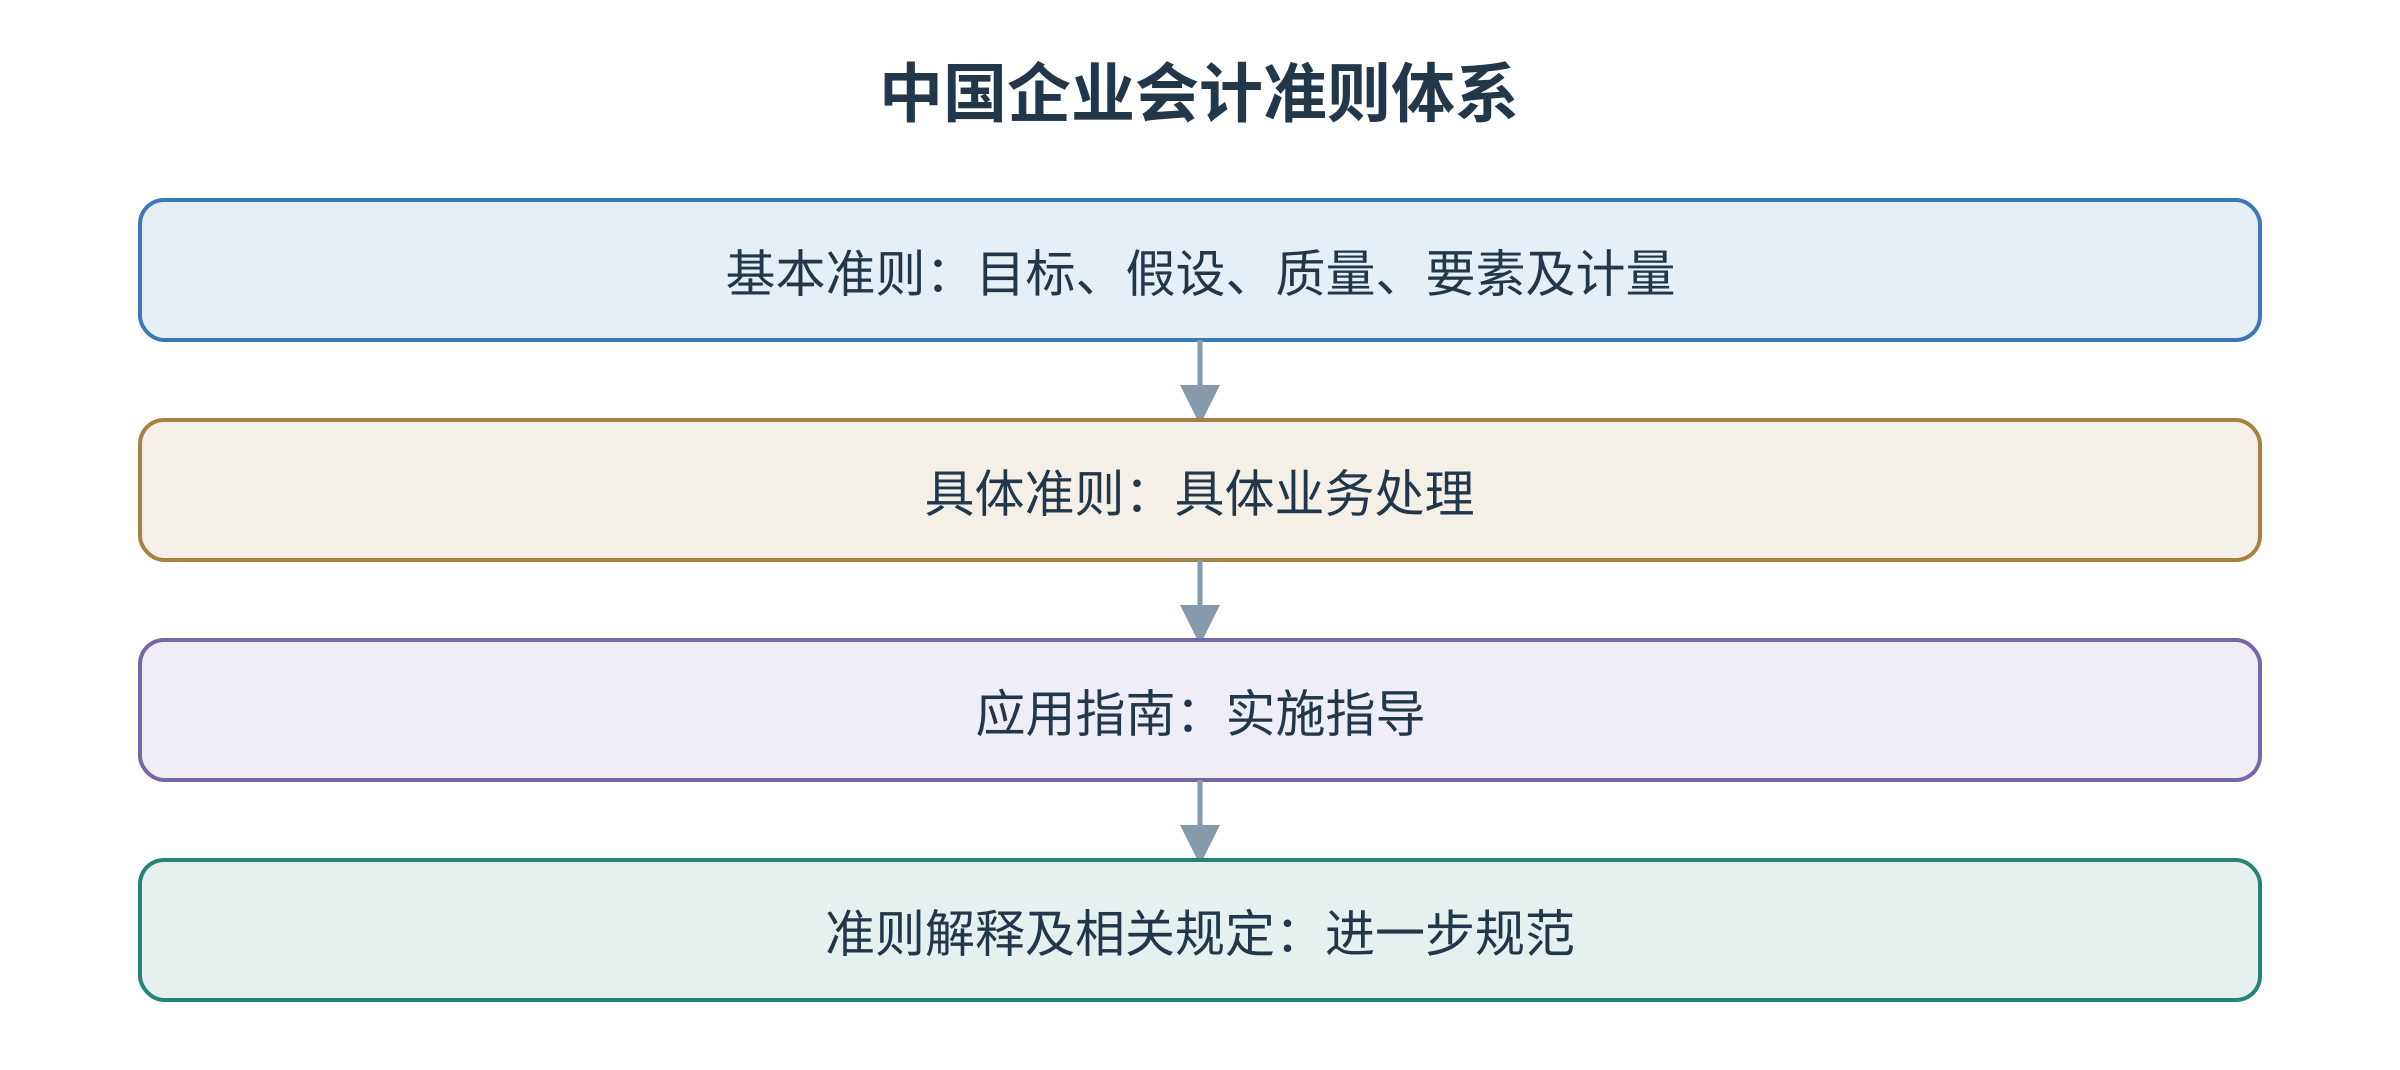 中国企业会计准则体系
基本准则：目标、假设、质量、要素及计量
具体准则：具体业务处理
应用指南：实施指导
准则解释及相关规定：进一步规范